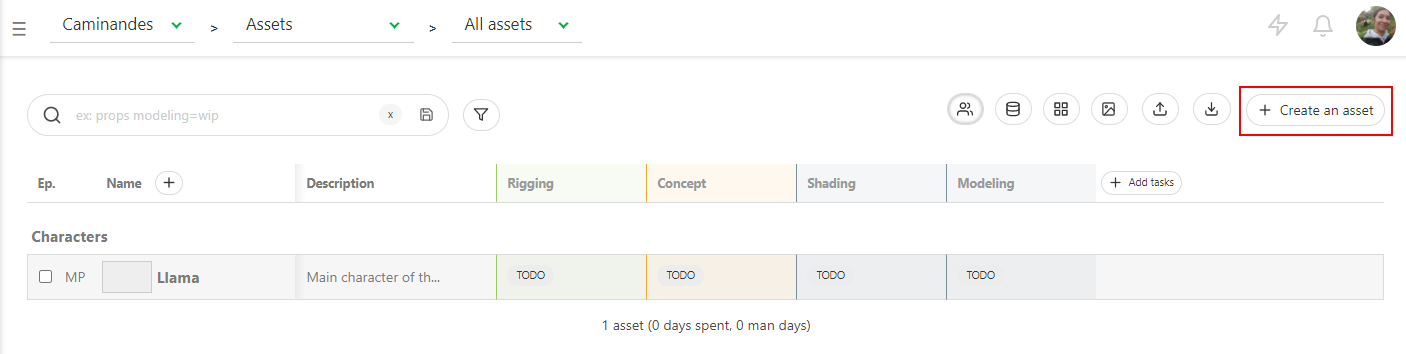 Caminandes > Assets > All assets
ex: props modeling=wip x + Create an asset
Ep. Name + Description Rigging Concept Shading Modeling + Add tasks
Characters
MP Llama Main character of th... TODO TODO TODO TODO
1 asset (0 days spent, 0 man days)